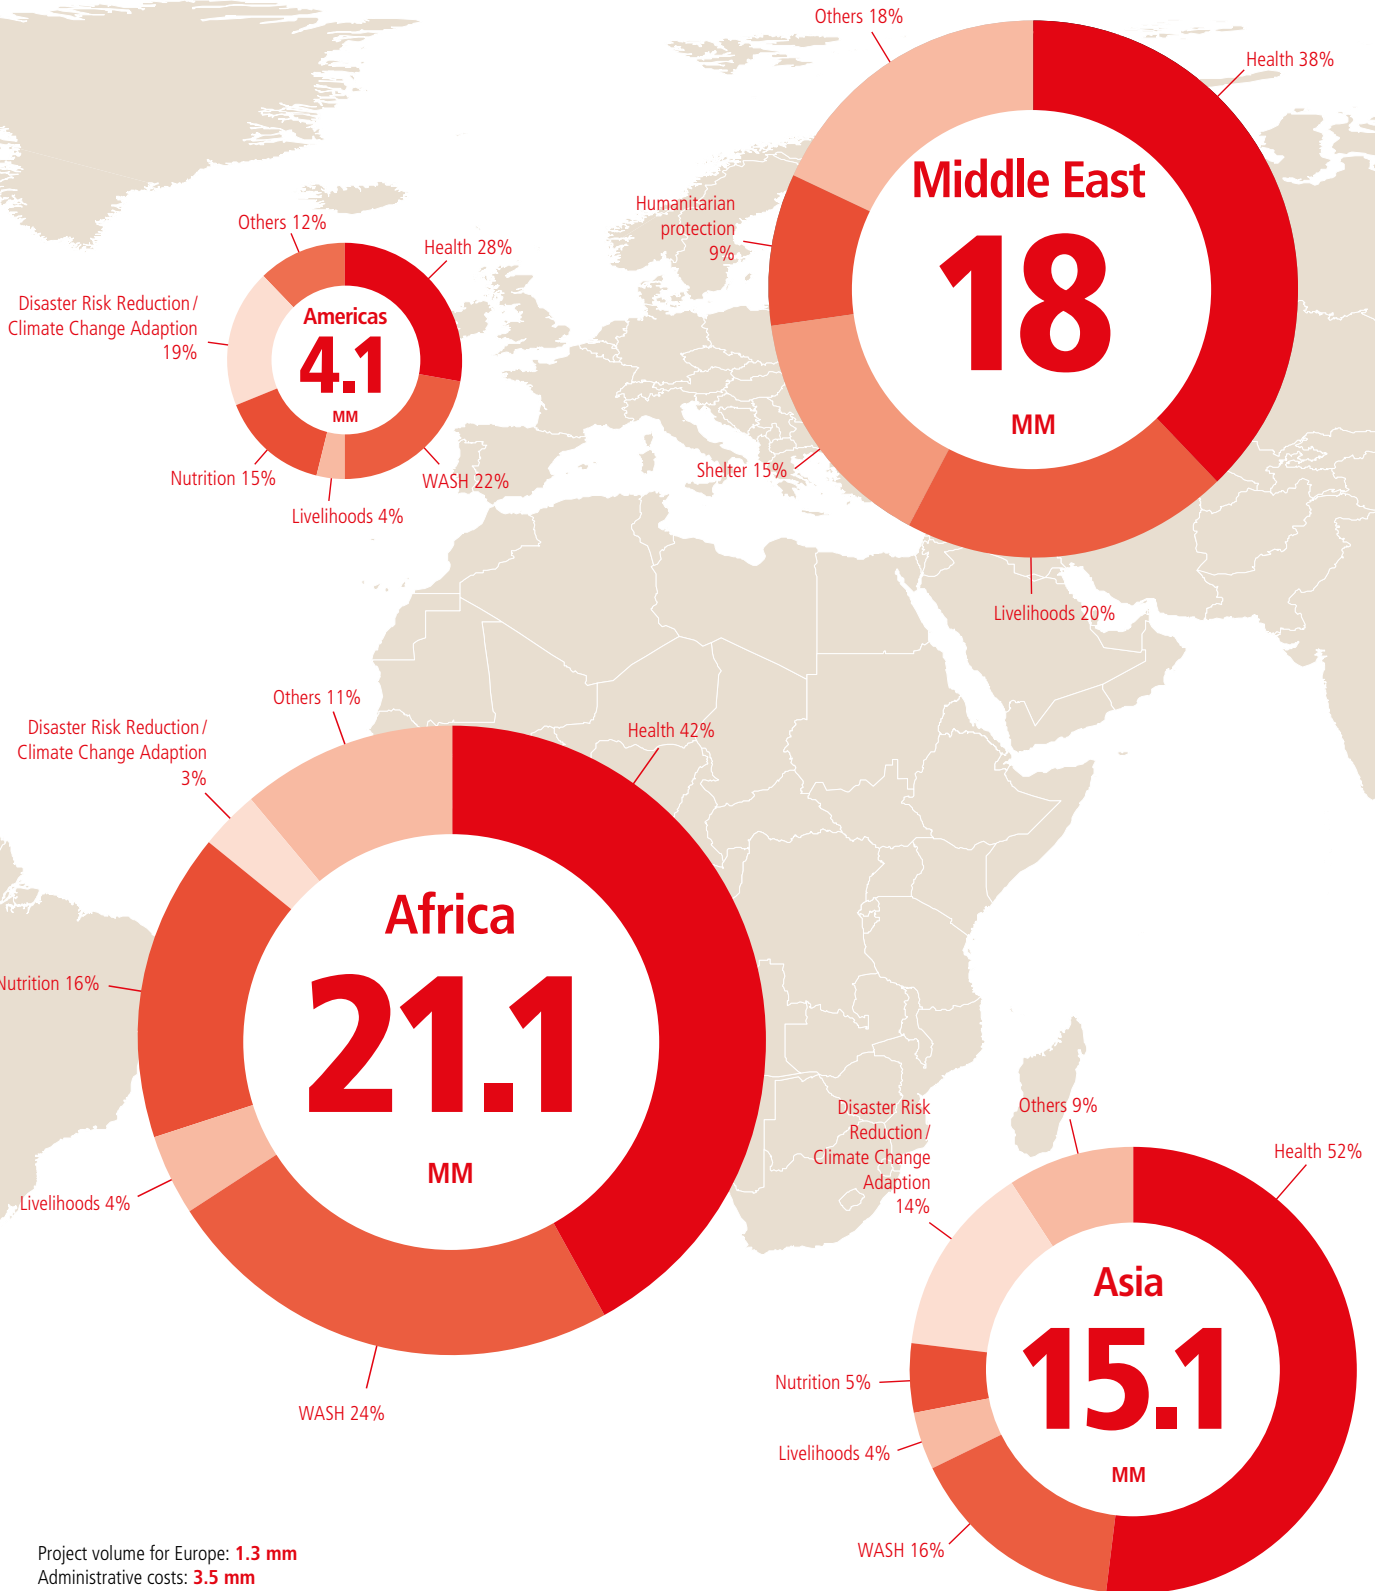 Others 18%
Health 38%
Middle East
18
MM
Humanitarian
protection
9%
Shelter 15%
Livelihoods 20%
Others 12%
Health 28%
Disaster Risk Reduction /
Climate Change Adaption
19%
Americas
4.1
MM
Nutrition 15%
WASH 22%
Livelihoods 4%
Others 11%
Health 42%
Disaster Risk Reduction /
Climate Change Adaption
3%
Africa
21.1
MM
Nutrition 16%
Livelihoods 4%
WASH 24%
Disaster Risk
Reduction /
Climate Change
Adaption
14%
Others 9%
Health 52%
Asia
15.1
MM
Nutrition 5%
Livelihoods 4%
WASH 16%
Project volume for Europe: 1.3 mm
Administrative costs: 3.5 mm